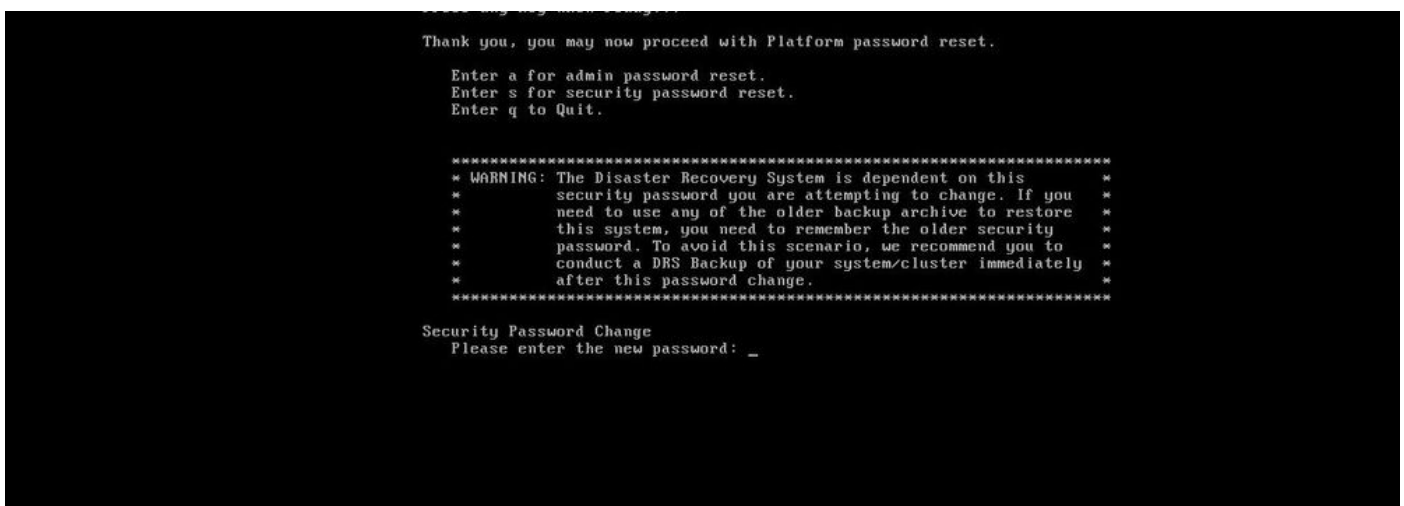 Thank you, you may now proceed with Platform password reset.
Enter a for admin password reset.
Enter s for security password reset.
Enter q to Quit.
**********************************************************************
* WARNING: The Disaster Recovery System is dependent on this *
* security password you are attempting to change. If you *
* need to use any of the older backup archive to restore *
* this system, you need to remember the older security *
* password. To avoid this scenario, we recommend you to *
* conduct a DRS Backup of your system/cluster immediately *
* after this password change. *
**********************************************************************
Security Password Change
Please enter the new password: _